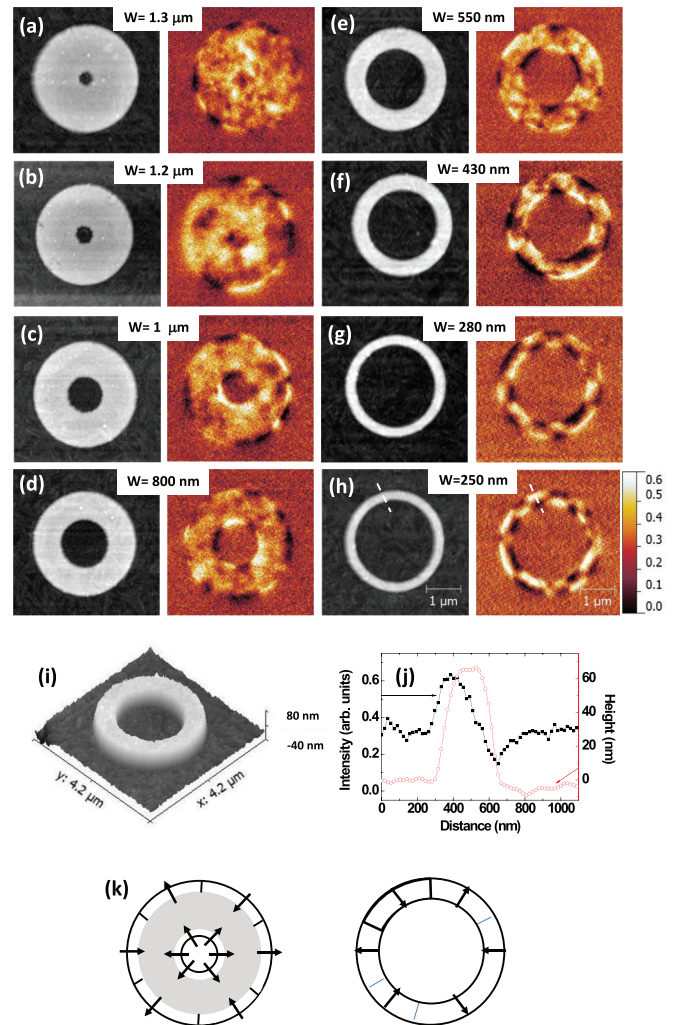 (a)
W= 1.3 µm
(e)
W= 550 nm
(b)
W= 1.2 µm
(f)
W= 430 nm
(c)
W= 1 µm
(g)
W= 280 nm
(d)
W= 800 nm
(h)
W=250 nm
1 µm
1 µm
0.6
0.5
0.4
0.3
0.2
0.1
0.0
(i)
80 nm
-40 nm
y: 4.2 µm
x: 4.2 µm
(j)
Intensity (arb. units)
0.6
0.4
0.2
0.0
60
40
20
0
Height (nm)
0 200 400 600 800 1000
Distance (nm)
(k)